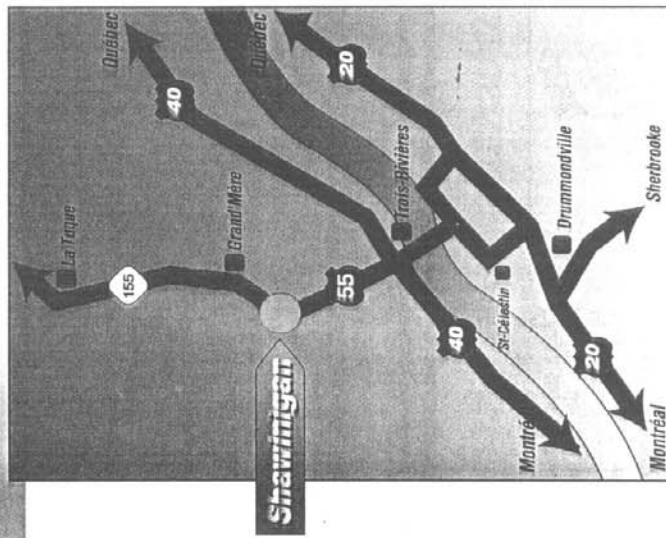 Québec
40
Québec
20
La Tuque
155
Grand'Mère
Shawinigan
55
Trois-Rivières
40
Montréal
St-Célestin
Drummondville
Sherbrooke
20
Montréal